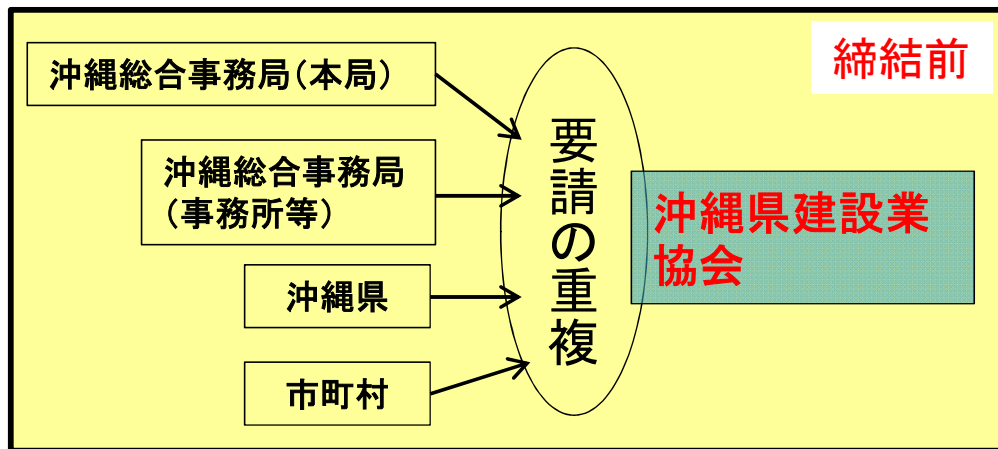 締結前
沖縄総合事務局(本局)
沖縄総合事務局
(事務所等)
沖縄県
市町村
要請の重複
沖縄県建設業
協会